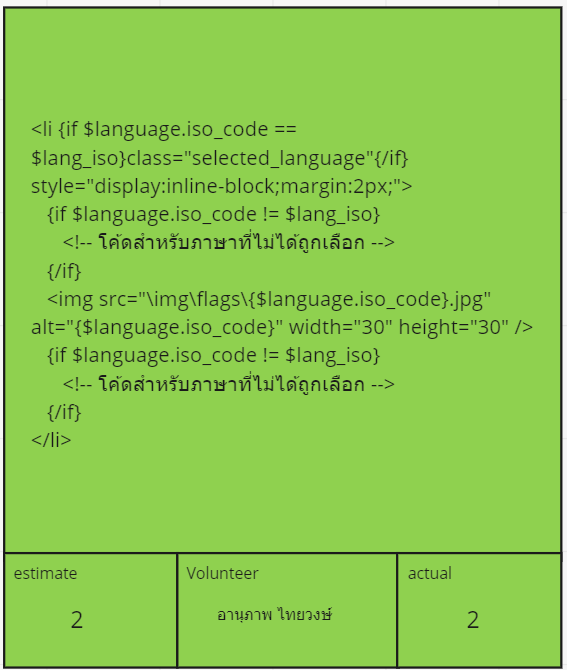 <li {if $language.iso_code ==
$lang_iso}class="selected_language"{/if}
style="display:inline-block;margin:2px;">
{if $language.iso_code != $lang_iso}
<!-- โค้ดสำหรับภาษาที่ไม่ได้ถูกเลือก -->
{/if}
<img src="\img\flags\{$language.iso_code}.jpg"
alt="{$language.iso_code}" width="30" height="30" />
{if $language.iso_code != $lang_iso}
<!-- โค้ดสำหรับภาษาที่ไม่ได้ถูกเลือก -->
{/if}
</li>
estimate
2
Volunteer
อานุภาพ ไทยวงษ์
actual
2